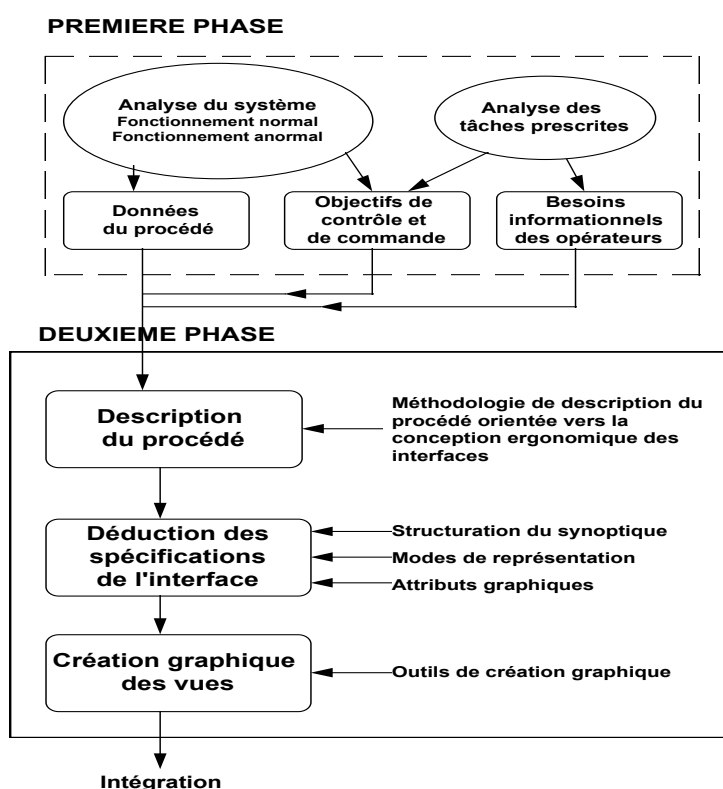 PREMIERE PHASE
Analyse du système
Fonctionnement normal
Fonctionnement anormal
Analyse des
tâches prescrites
Données
du procédé
Objectifs de
contrôle et
de commande
Besoins
informationnels
des opérateurs
DEUXIEME PHASE
Description
du procédé
Méthodologie de description du
procédé orientée vers la
conception ergonomique des
interfaces
Déduction des
spécifications
de l'interface
Structuration du synoptique
Modes de représentation
Attributs graphiques
Création graphique
des vues
Outils de création graphique
Intégration